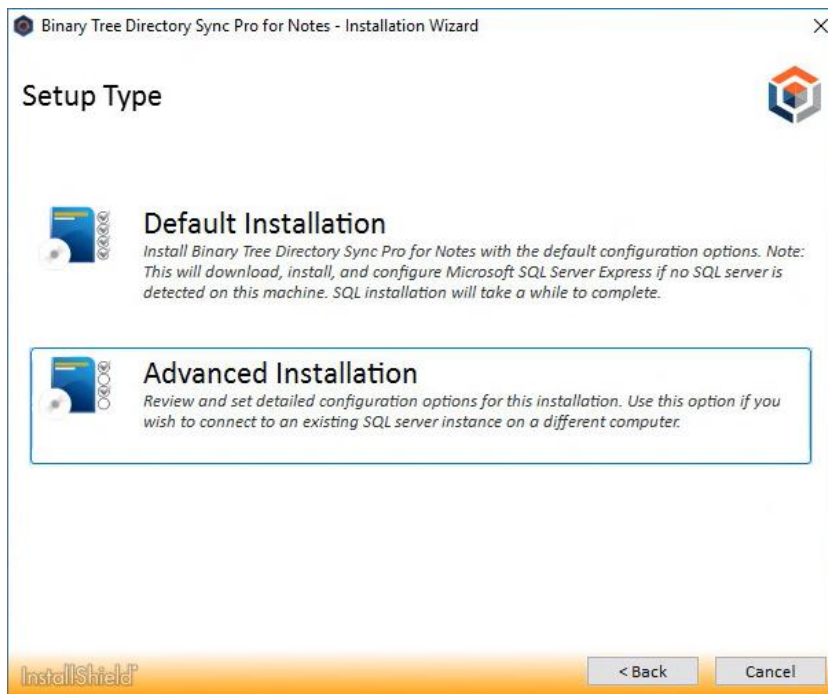 Binary Tree Directory Sync Pro for Notes - Installation Wizard
Setup Type
Default Installation
Install Binary Tree Directory Sync Pro for Notes with the default configuration options. Note:
This will download, install, and configure Microsoft SQL Server Express if no SQL server is
detected on this machine. SQL installation will take a while to complete.
Advanced Installation
Review and set detailed configuration options for this installation. Use this option if you
wish to connect to an existing SQL server instance on a different computer.
InstallShield
< Back
Cancel